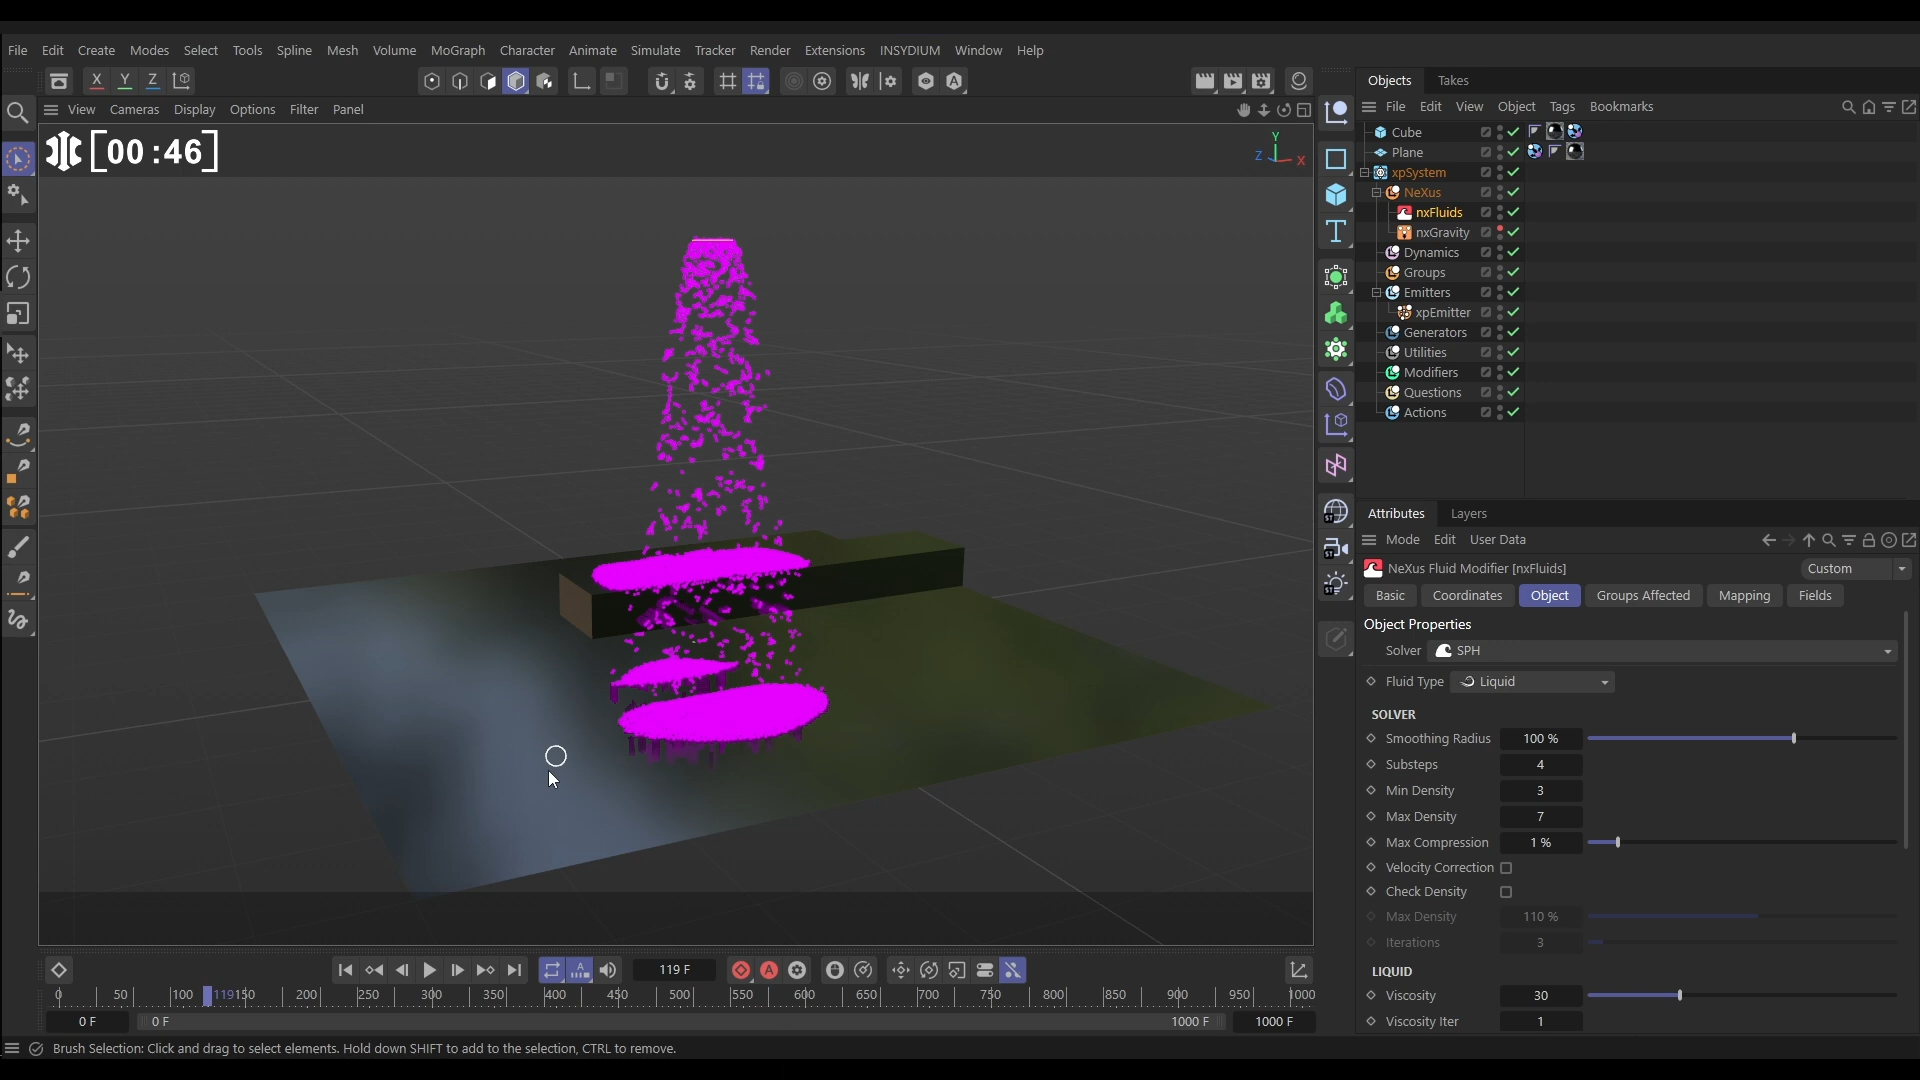 File Edit Create Modes Select Tools Spline Mesh Volume MoGraph Character Animate Simulate Tracker Render Extensions INSYDIUM Window Help
X Y Z
View Cameras Display Options Filter Panel
[00:46]
Y
Z X
Objects Takes
File Edit View Object Tags Bookmarks
Cube
Plane
xpSystem
NeXus
nxFluids
nxGravity
Dynamics
Groups
Emitters
xpEmitter
Generators
Utilities
Modifiers
Questions
Actions
Attributes Layers
Mode Edit User Data
NeXus Fluid Modifier [nxFluids] Custom
Basic Coordinates Object Groups Affected Mapping Fields
Object Properties
Solver SPH
Fluid Type Liquid
SOLVER
Smoothing Radius 100 %
Substeps 4
Min Density 3
Max Density 7
Max Compression 1 %
Velocity Correction
Check Density
Max Density 110 %
Iterations 3
LIQUID
Viscosity 30
Viscosity Iter 1
119 F
0 50 100 119 150 200 250 300 350 400 450 500 550 600 650 700 750 800 850 900 950 1000
0 F 0 F 1000 F 1000 F
Brush Selection: Click and drag to select elements. Hold down SHIFT to add to the selection, CTRL to remove.